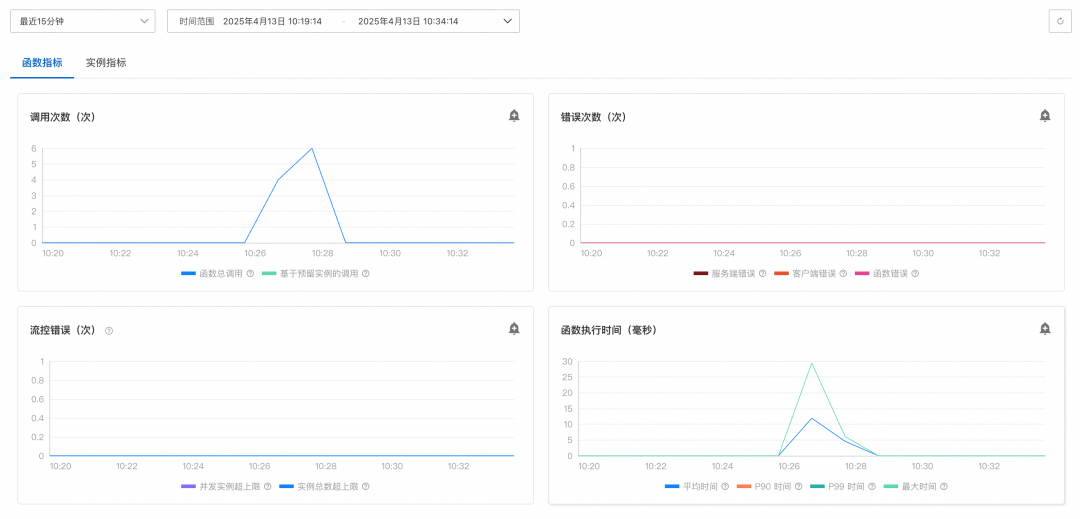 最近15分钟
时间范围 2025年4月13日 10:19:14 - 2025年4月13日 10:34:14
函数指标 实例指标
调用次数（次）
6
5
4
3
2
1
0
10:20 10:22 10:24 10:26 10:28 10:30 10:32
函数总调用 基于预留实例的调用
错误次数（次）
1
0.8
0.6
0.4
0.2
0
10:20 10:22 10:24 10:26 10:28 10:30 10:32
服务端错误 客户端错误 函数错误
流控错误（次）
1
0.8
0.6
0.4
0.2
0
10:20 10:22 10:24 10:26 10:28 10:30 10:32
并发实例超上限 实例总数超上限
函数执行时间（毫秒）
30
25
20
15
10
5
0
10:20 10:22 10:24 10:26 10:28 10:30 10:32
平均时间 P90 时间 P99 时间 最大时间